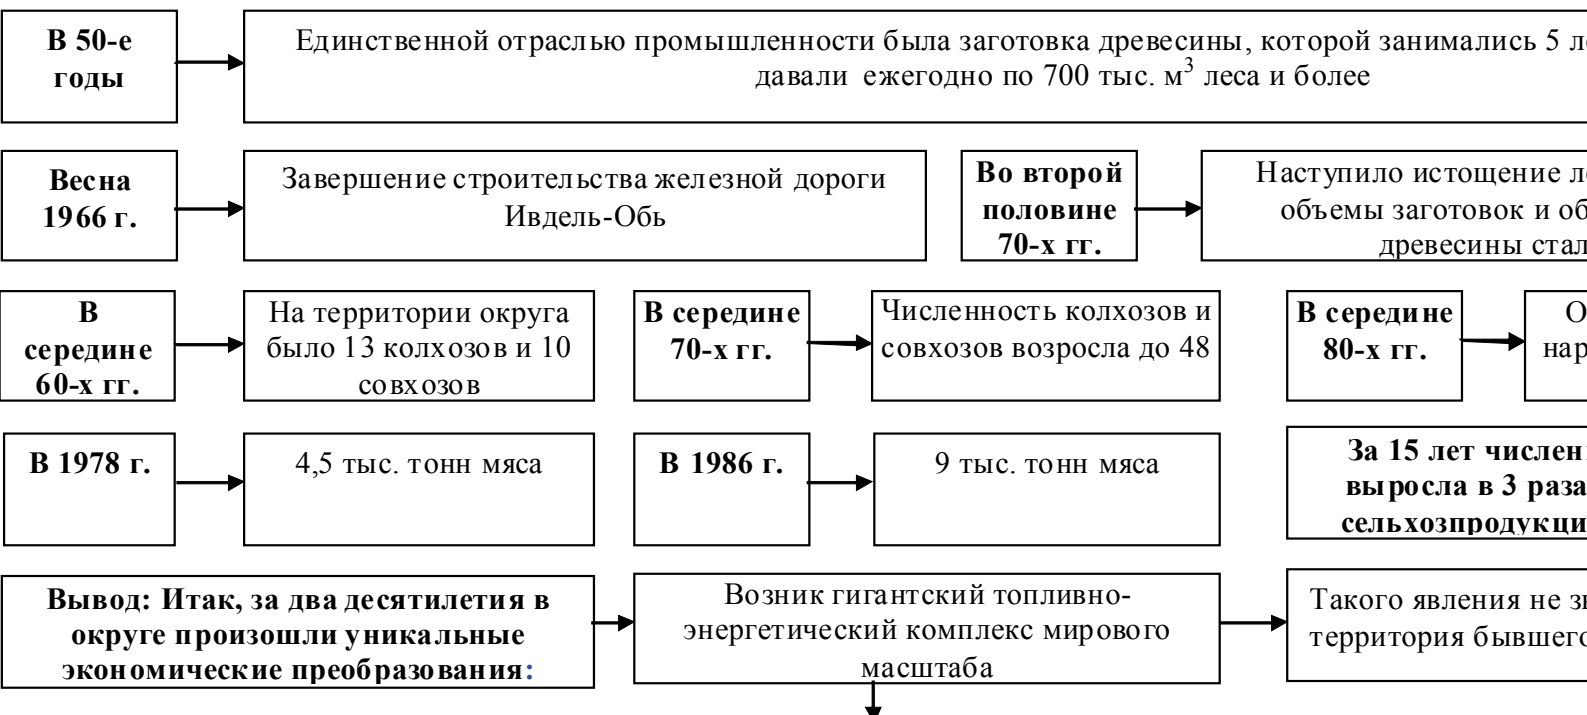 В 50-е
годы
Единственной отраслью промышленности была заготовка древесины, которой занимались 5
давали ежегодно по 700 тыс. м³ леса и более
Весна
1966 г.
Завершение строительства железной дороги
Ивдель-Обь
Во второй
половине
70-х гг.
Наступило истощение
объемы заготовок и
древесины
В
середине
60-х гг.
На территории округа
было 13 колхозов и 10
совхозов
В середине
70-х гг.
Численность колхозов и
совхозов возросла до 48
В середине
80-х гг.
В 1978 г.
4,5 тыс. тонн мяса
В 1986 г.
9 тыс. тонн мяса
За 15 лет
выросла в 3 раза
Вывод: Итак, за два десятилетия в
округе произошли уникальные
экономические преобразования:
Возник гигантский топливно-
энергетический комплекс мирового
масштаба
Такого явления не
территория бывшего